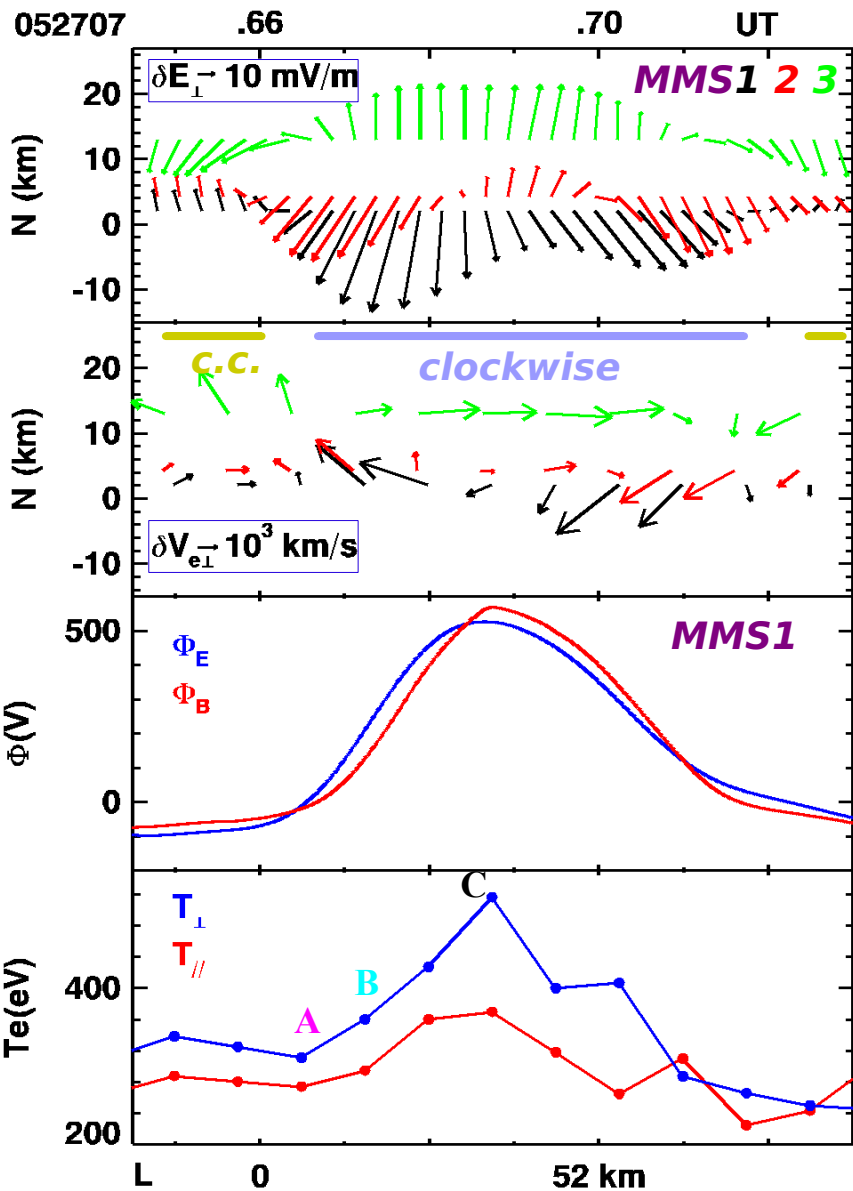 052707 .66 .70 UT
δE⊥→ 10 mV/m MMS1 2 3
20
10
0
-10
N (km)
c.c. clockwise
20
10
0
-10
N (km)
δVe⊥→ 10³ km/s
500
0
Φ(V)
ΦE
ΦB
MMS1
T⊥
T//
A
B
C
400
200
Te(eV)
L 0 52 km